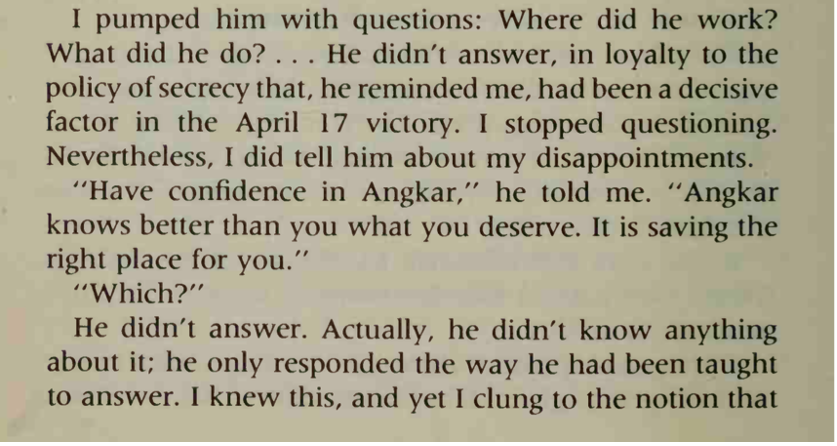 I pumped him with questions: Where did he work?
What did he do? . . . He didn't answer, in loyalty to the
policy of secrecy that, he reminded me, had been a decisive
factor in the April 17 victory. I stopped questioning.
Nevertheless, I did tell him about my disappointments.
"Have confidence in Angkar," he told me. "Angkar
knows better than you what you deserve. It is saving the
right place for you."
"Which?"
He didn't answer. Actually, he didn't know anything
about it; he only responded the way he had been taught
to answer. I knew this, and yet I clung to the notion that